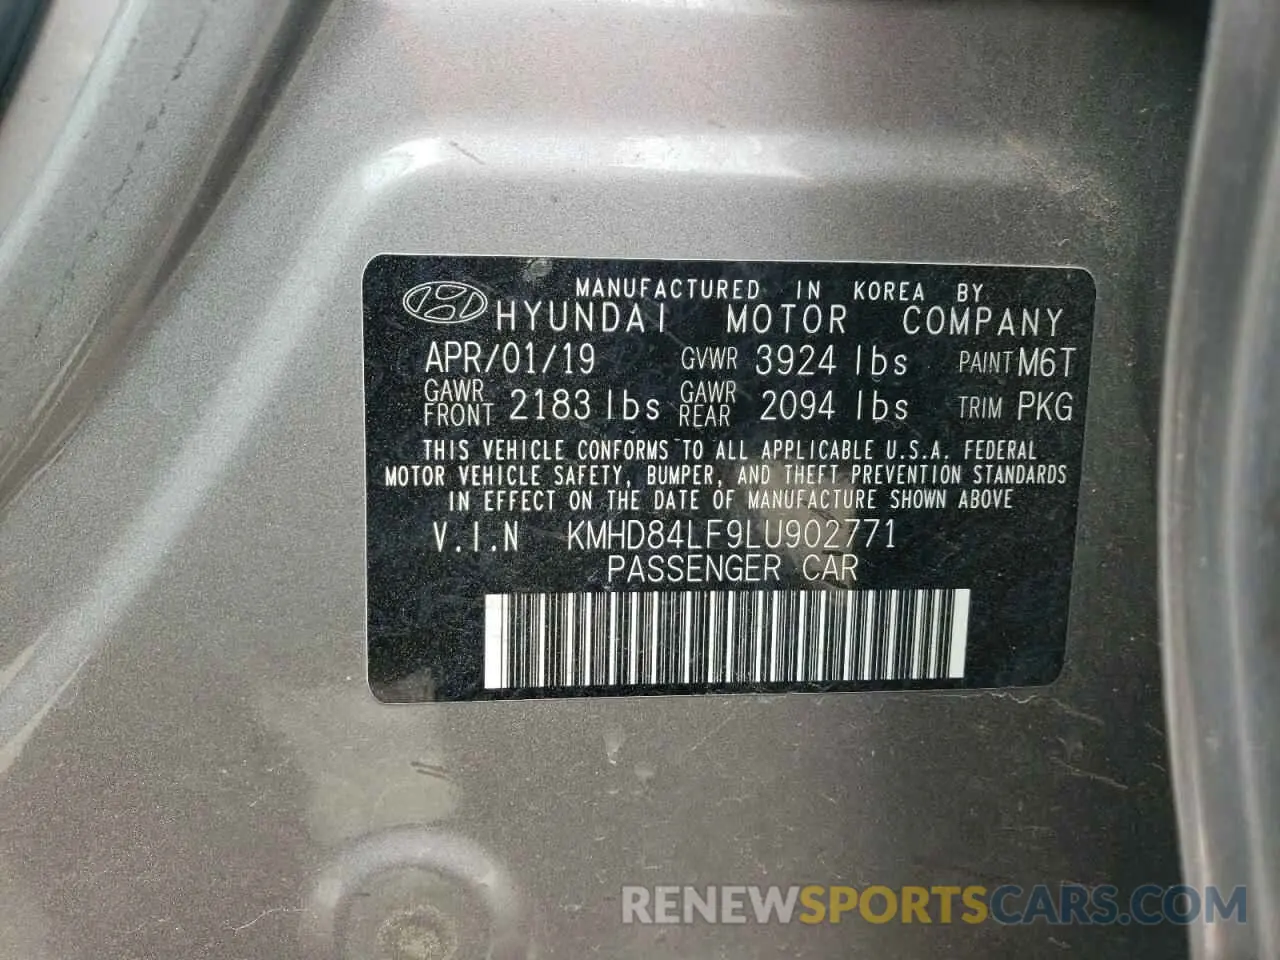 MANUFACTURED IN KOREA BY
HYUNDAI MOTOR COMPANY
APR/01/19 GVWR 3924 lbs PAINT M6T
GAWR FRONT 2183 lbs GAWR REAR 2094 lbs TRIM PKG
THIS VEHICLE CONFORMS TO ALL APPLICABLE U.S.A. FEDERAL
MOTOR VEHICLE SAFETY, BUMPER, AND THEFT PREVENTION STANDARDS
IN EFFECT ON THE DATE OF MANUFACTURE SHOWN ABOVE
V.I.N KMHD84LF9LU902771
PASSENGER CAR
RENEWSPORTSCARS.COM